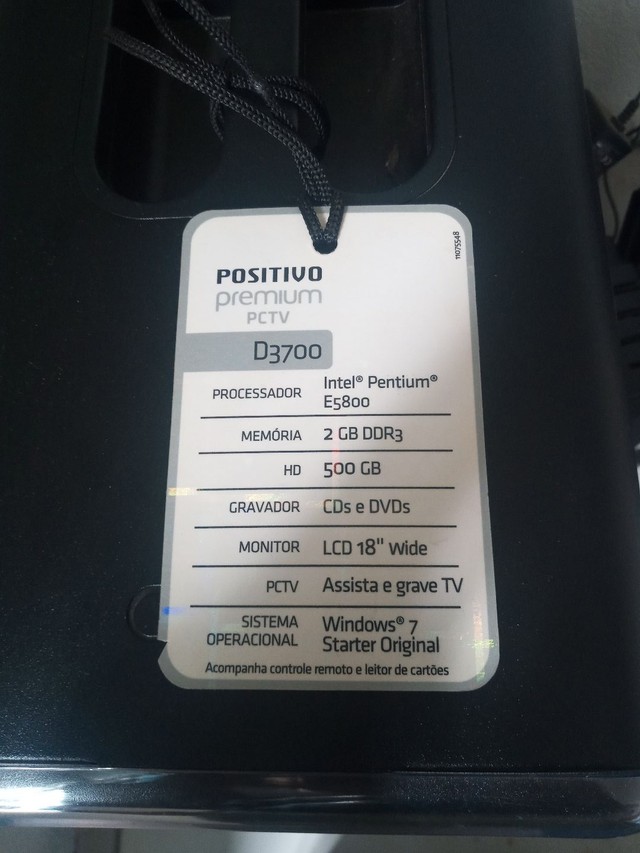 11075548
POSITIVO
premium
PCTV
D3700
PROCESSADOR Intel® Pentium® E5800
MEMÓRIA 2 GB DDR3
HD 500 GB
GRAVADOR CDs e DVDs
MONITOR LCD 18" Wide
PCTV Assista e grave TV
SISTEMA OPERACIONAL Windows® 7 Starter Original
Acompanha controle remoto e leitor de cartões